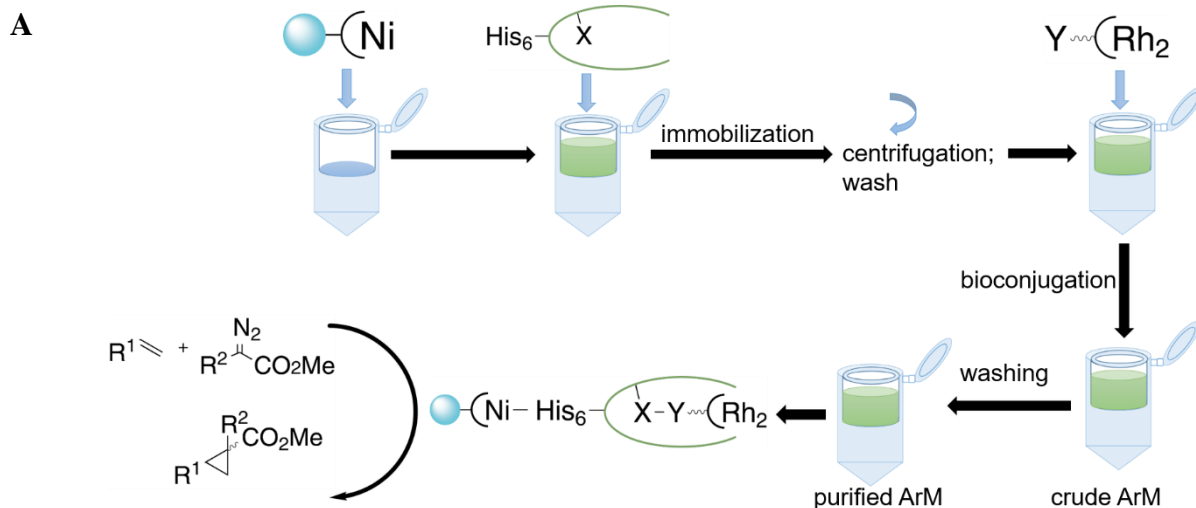 A
Ni
His6 X
Y Rh2
immobilization
centrifugation;
wash
bioconjugation
N2
R1 + R2 CO2Me
R2
CO2Me
R1
Ni - His6 X - Y Rh2
washing
purified ArM
crude ArM